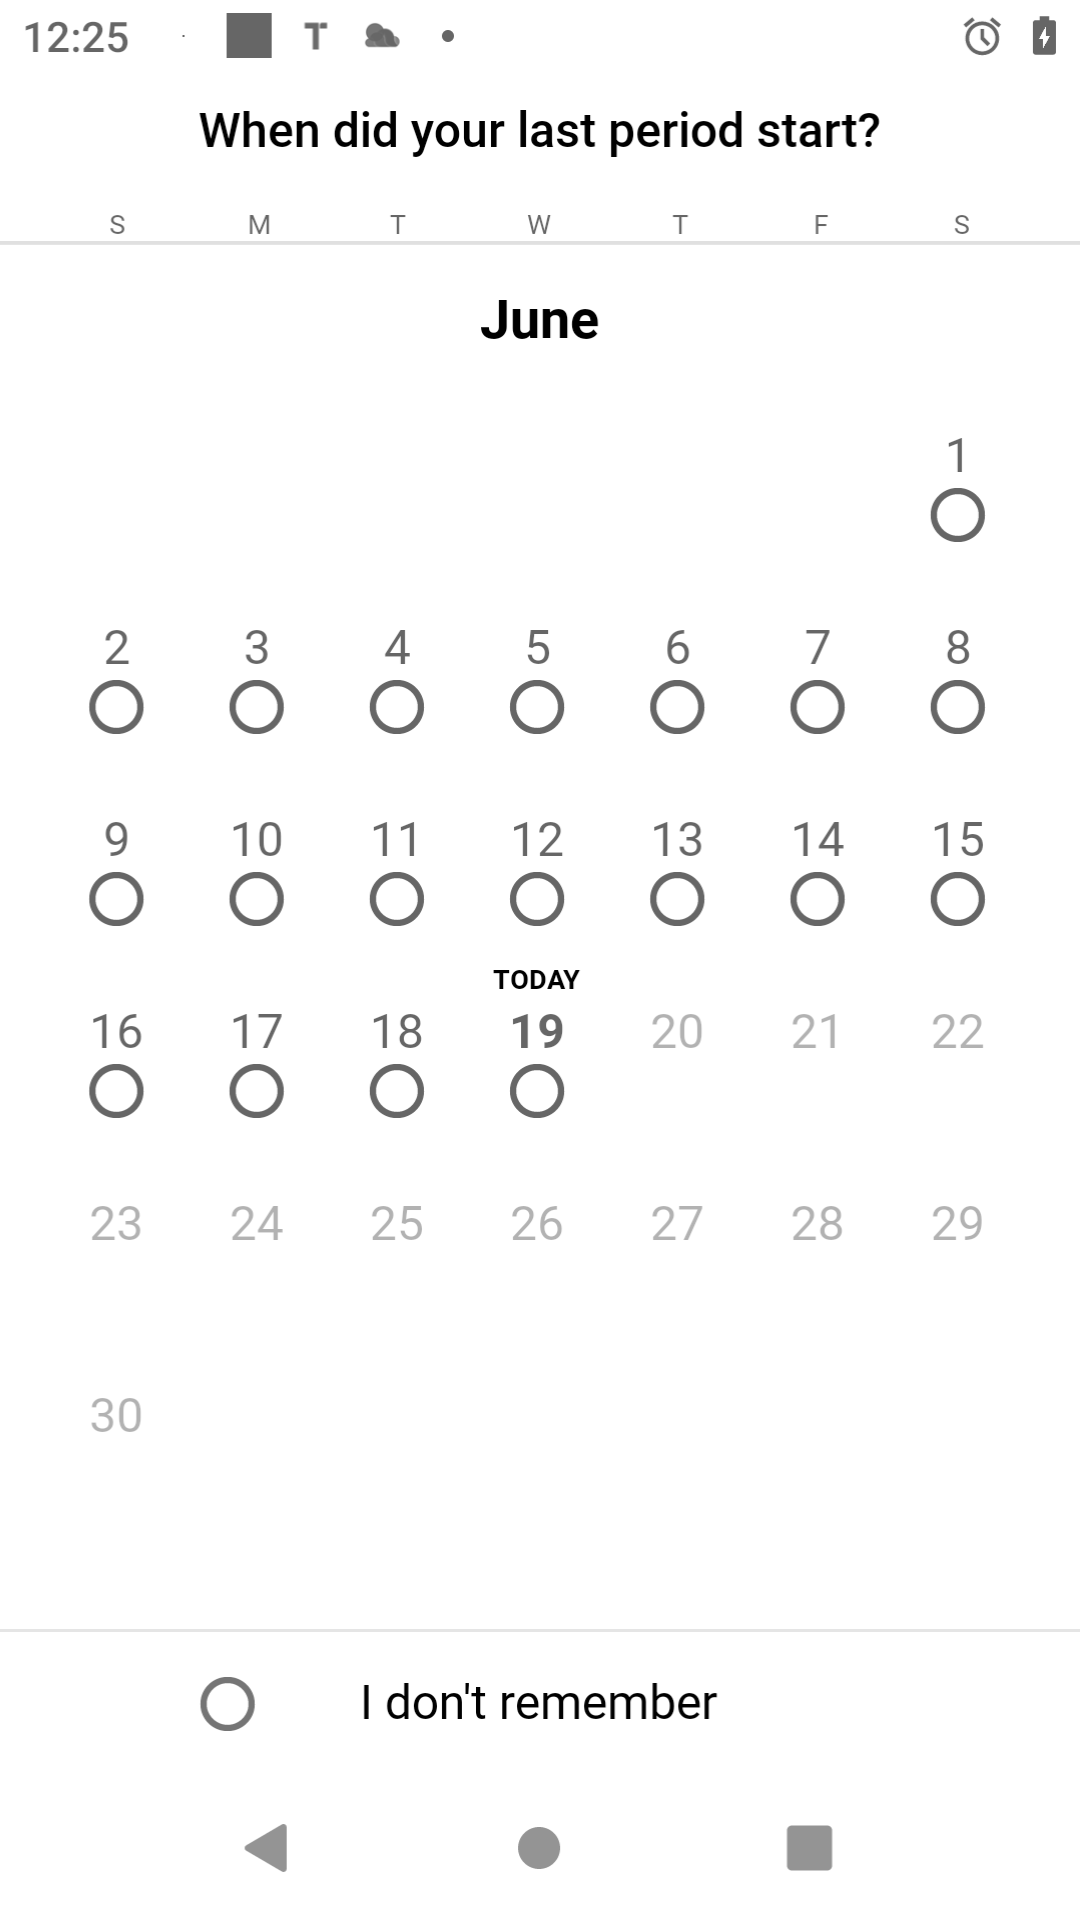 12:25 T
When did your last period start?
S M T W T F S
June
1
2 3 4 5 6 7 8
9 10 11 12 13 14 15
TODAY
16 17 18 19 20 21 22
23 24 25 26 27 28 29
30
I don't remember